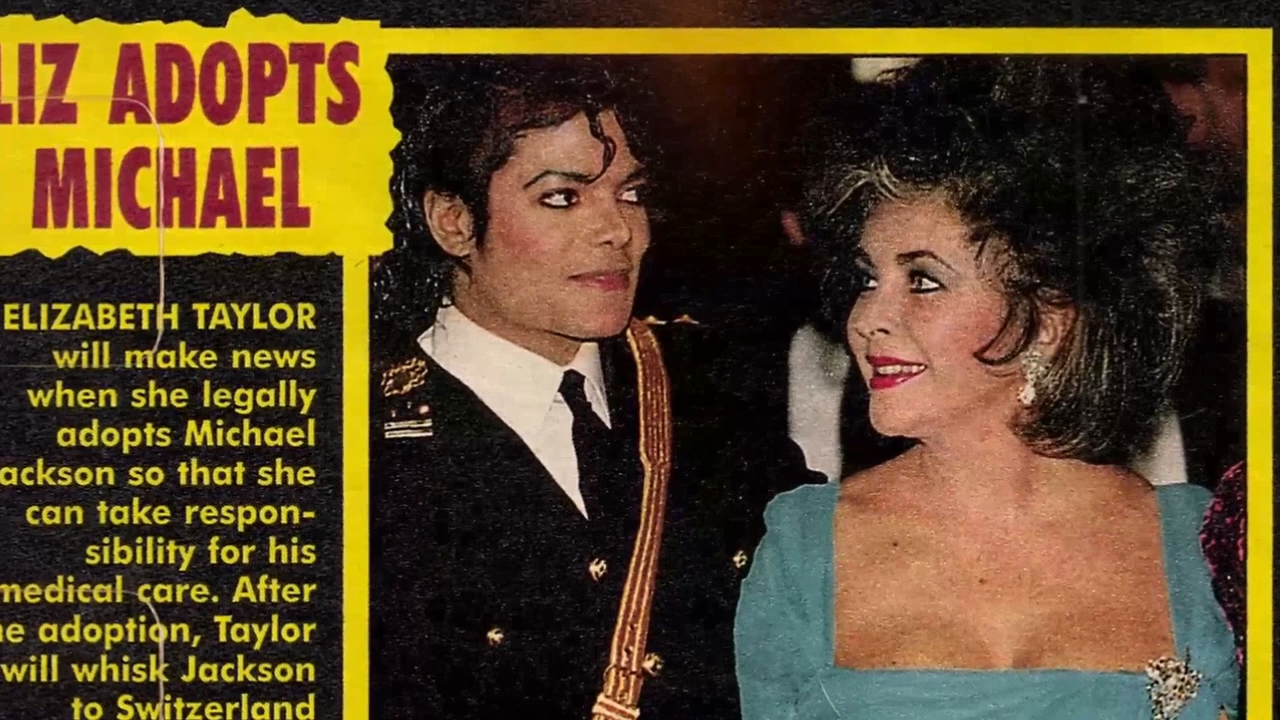 LIZ ADOPTS
MICHAEL
ELIZABETH TAYLOR
will make news
when she legally
adopts Michael
ackson so that she
can take respon-
sibility for his
medical care. After
he adoption, Taylor
will whisk Jackson
to Switzerland